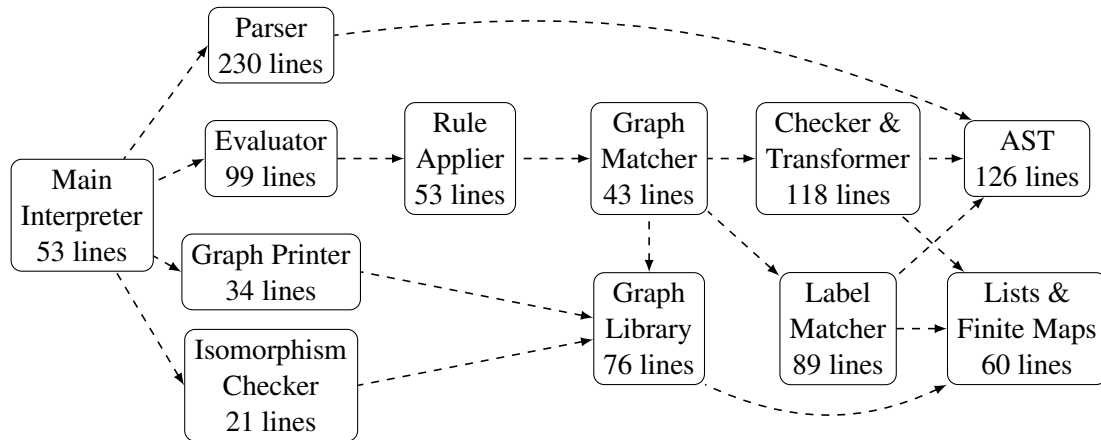 Parser
230 lines
Main
Interpreter
53 lines
Evaluator
99 lines
Rule
Applier
53 lines
Graph
Matcher
43 lines
Checker &
Transformer
118 lines
AST
126 lines
Graph Printer
34 lines
Isomorphism
Checker
21 lines
Graph
Library
76 lines
Label
Matcher
89 lines
Lists &
Finite Maps
60 lines